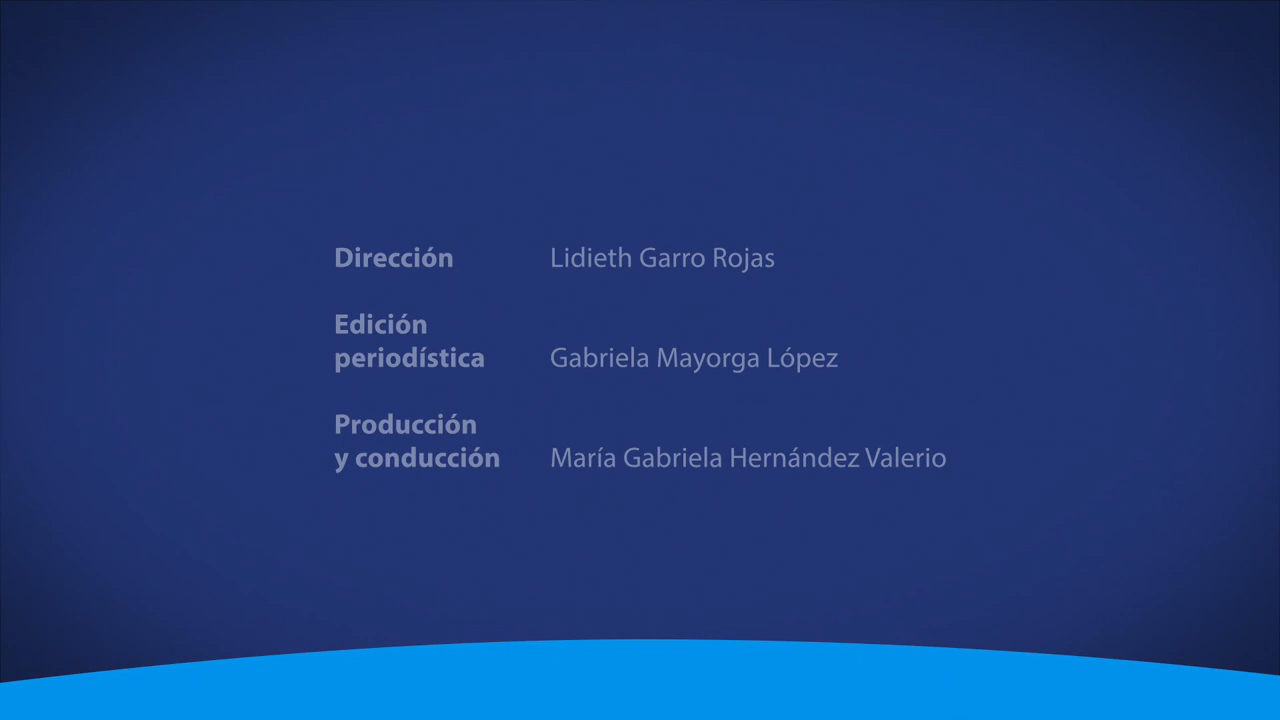 Dirección Lidieth Garro Rojas
Edición
periodística Gabriela Mayorga López
Producción
y conducción María Gabriela Hernández Valerio